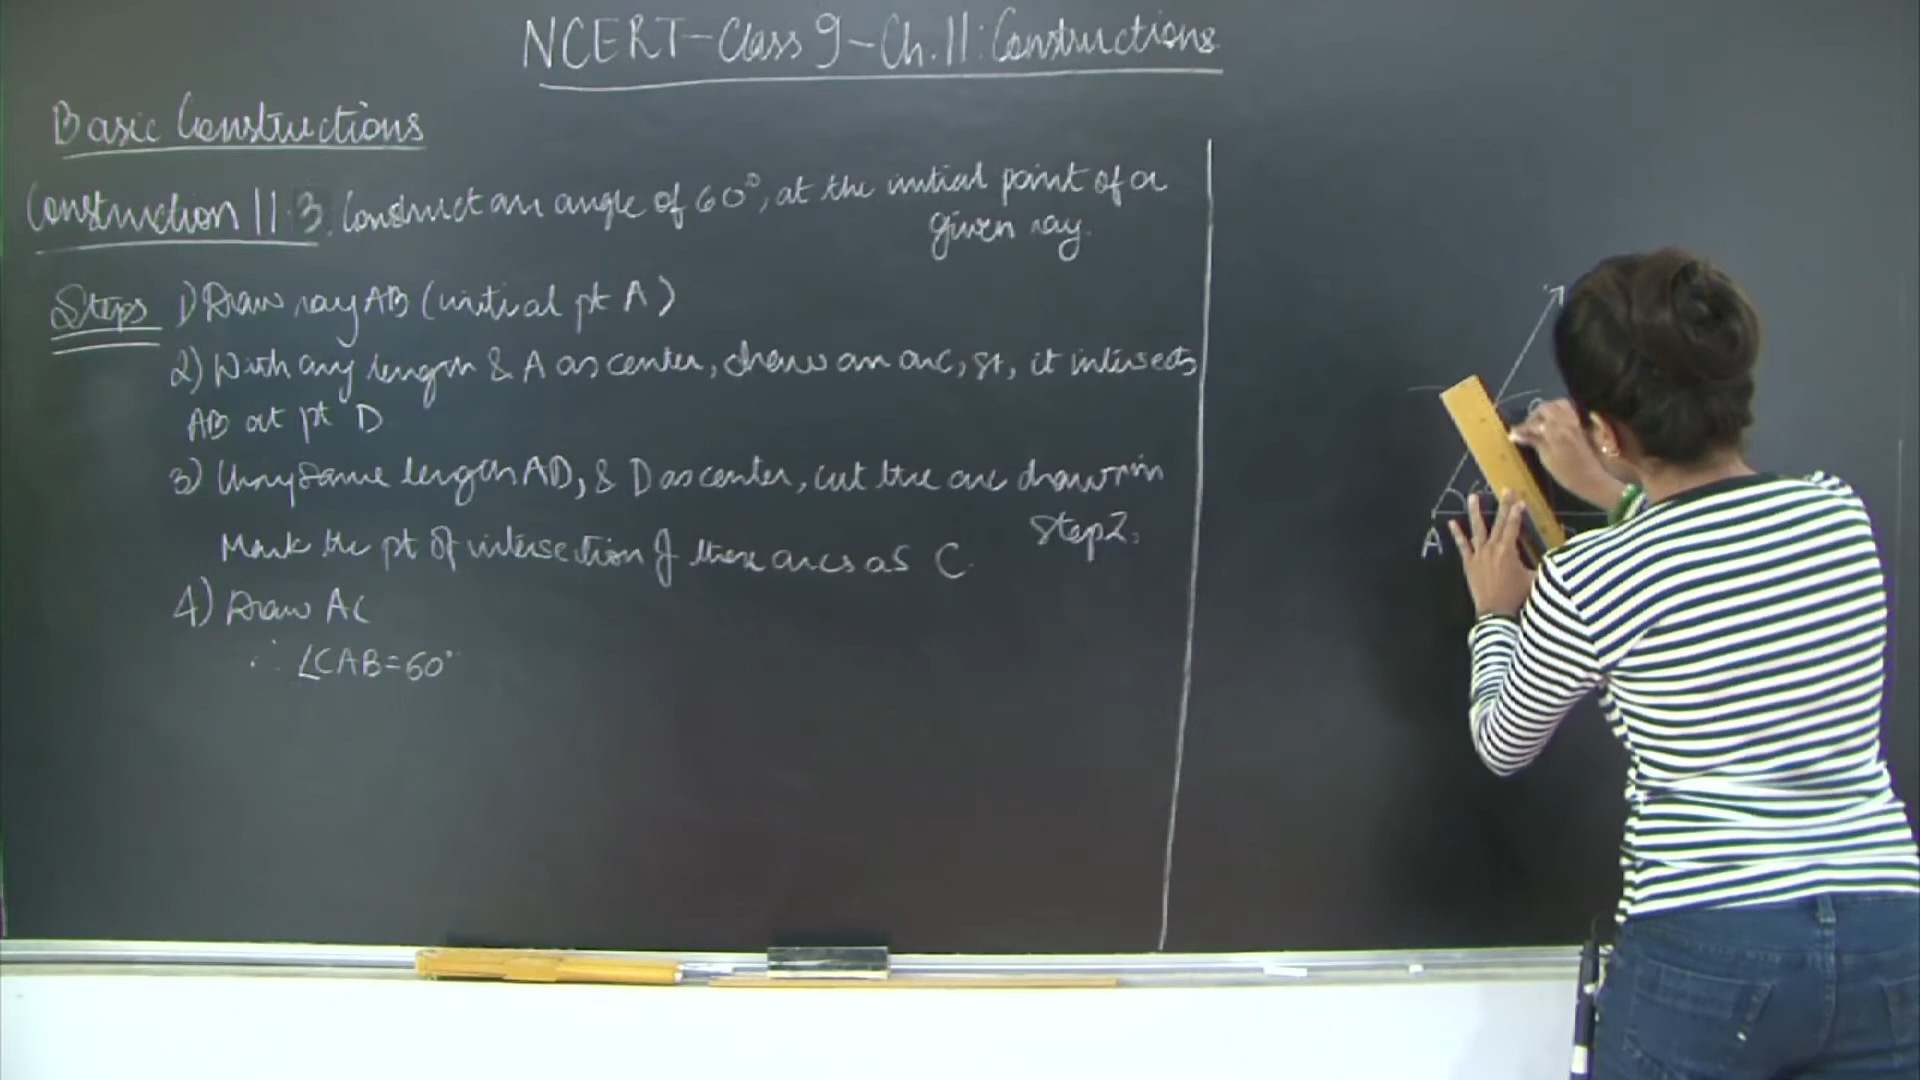 NCERT-Class 9-Ch.11: Constructions
Basic Constructions
Construction 11.3: Construct an angle of 60°, at the initial point of a
given ray.
Steps 1) Draw ray AB (initial pt A)
2) With any length & A as center, draw an arc, st, it intersects
AB at pt D
3) Using same length AD, & D as center, cut the arc drawn in
Step 2.
Mark the pt of intersection of these arcs as C.
4) Draw AC
∴ ∠CAB=60°
A